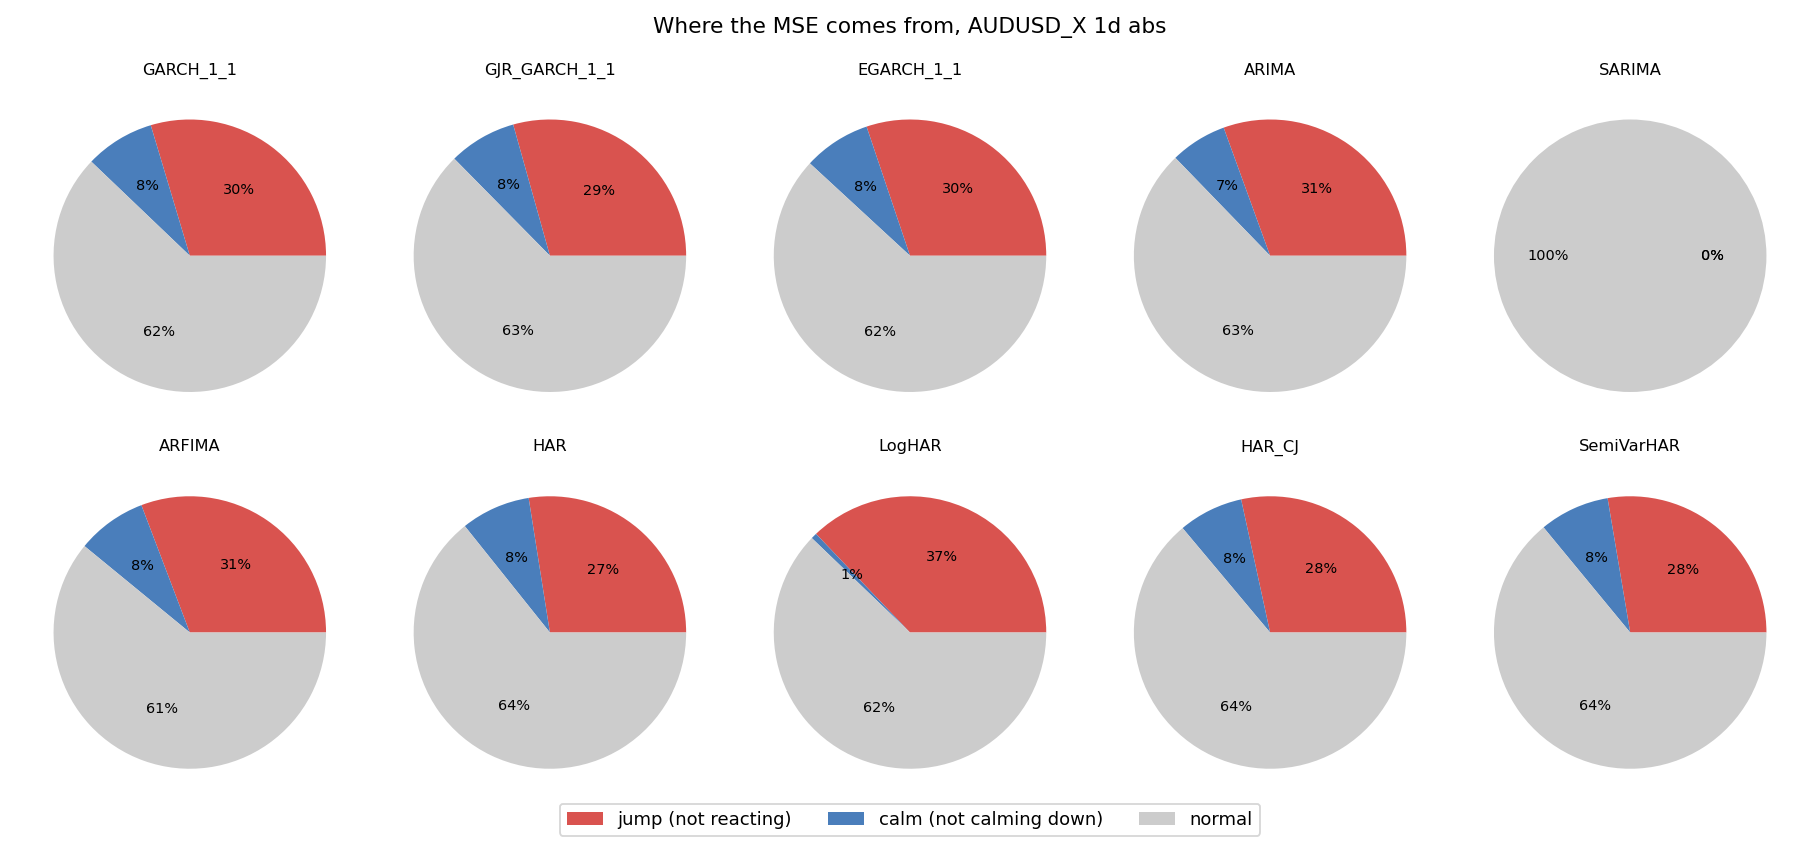 Where the MSE comes from, AUDUSD_X 1d abs
GARCH_1_1
GJR_GARCH_1_1
EGARCH_1_1
ARIMA
SARIMA
8%
30%
62%
8%
29%
63%
8%
30%
62%
7%
31%
63%
100%
0%
ARFIMA
HAR
LogHAR
HAR_CJ
SemiVarHAR
8%
31%
61%
8%
27%
64%
1%
37%
62%
8%
28%
64%
8%
28%
64%
jump (not reacting)
calm (not calming down)
normal